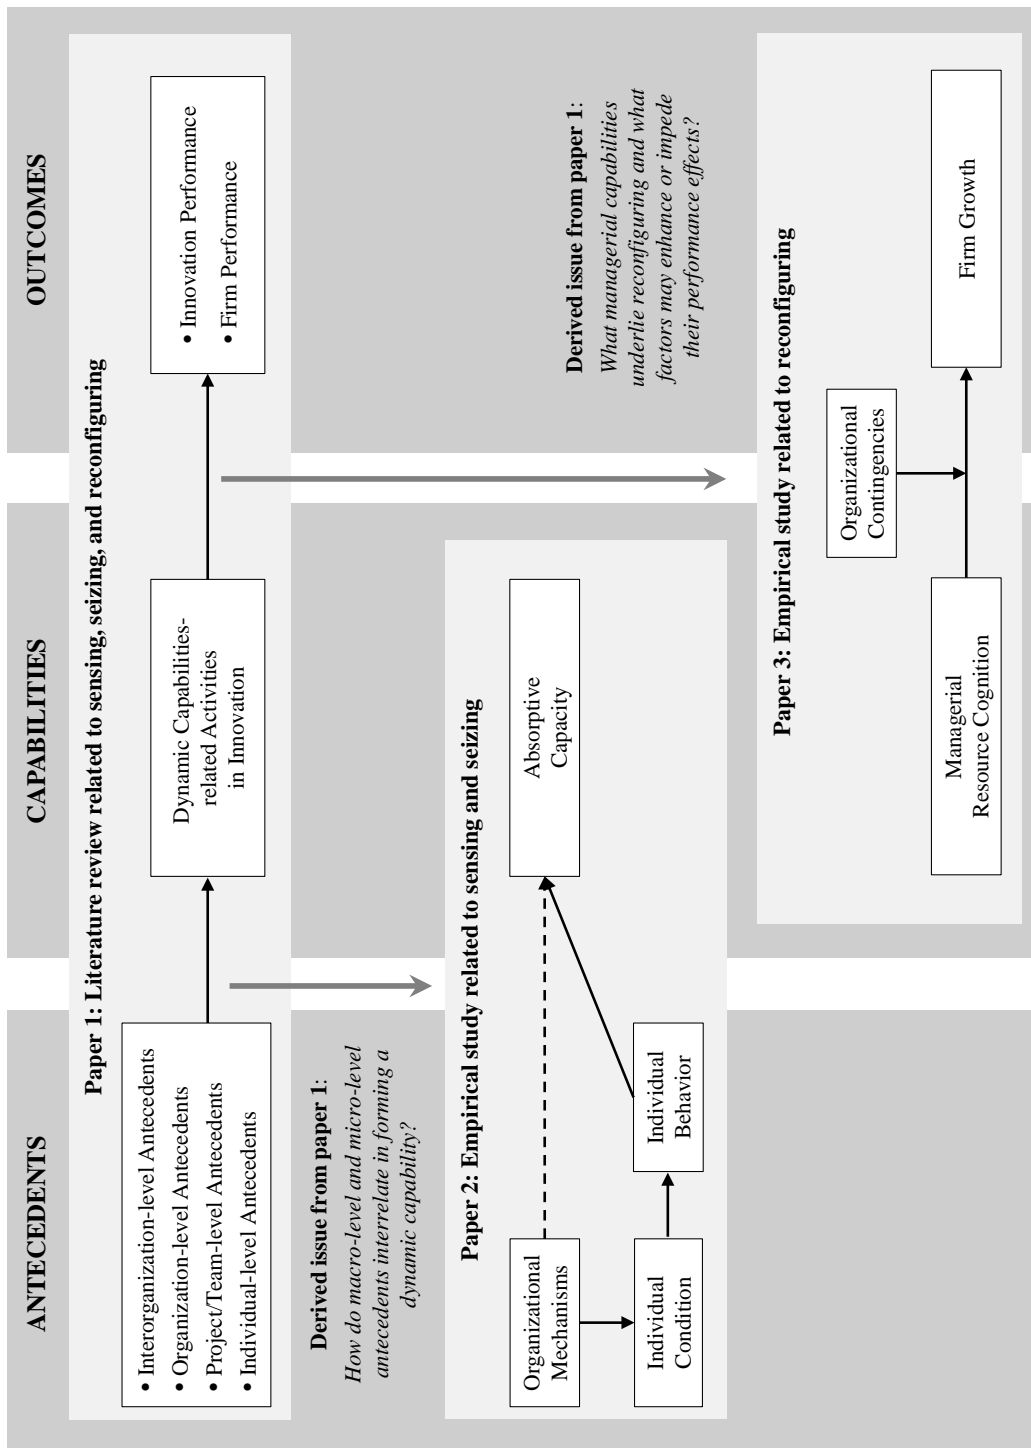 ANTECEDENTS
CAPABILITIES
OUTCOMES
Paper 1: Literature review related to sensing, seizing, and reconfiguring
• Interorganization-level Antecedents
• Organization-level Antecedents
• Project/Team-level Antecedents
• Individual-level Antecedents
Dynamic Capabilities-
related Activities
in Innovation
• Innovation Performance
• Firm Performance
Derived issue from paper 1:
How do macro-level and micro-level
antecedents interrelate in forming a
dynamic capability?
Paper 2: Empirical study related to sensing and seizing
Organizational
Mechanisms
Individual
Condition
Individual
Behavior
Absorptive
Capacity
Derived issue from paper 1:
What managerial capabilities
underlie reconfiguring and what
factors may enhance or impede
their performance effects?
Paper 3: Empirical study related to reconfiguring
Organizational
Contingencies
Managerial
Resource Cognition
Firm Growth